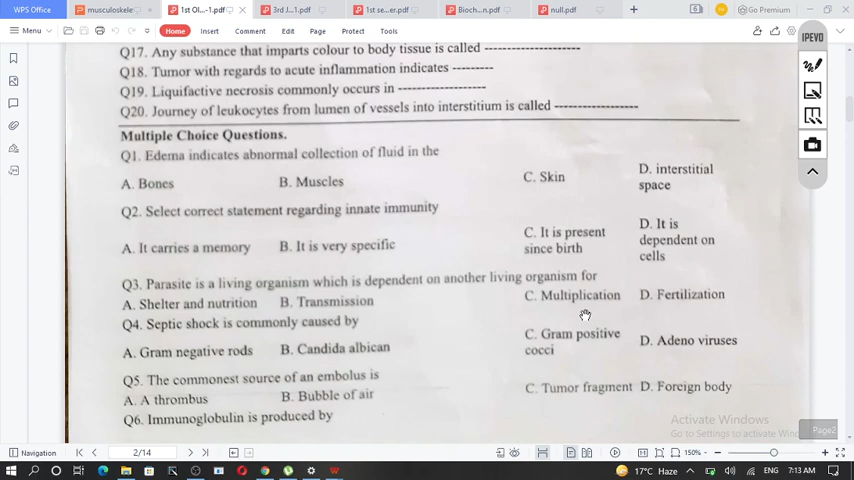 WPS Office
musculoskele
1st Ol...-1.pdf
3rd J...1.pdf
1st se...er.pdf
Bioch...n.pdf
null.pdf
Go Premium
Menu
Home
Insert
Comment
Edit
Page
Protect
Tools
IPEVO
Q17. Any substance that imparts colour to body tissue is called --------------------
Q18. Tumor with regards to acute inflammation indicates ---------
Q19. Liquifactive necrosis commonly occurs in -------------------
Q20. Journey of leukocytes from lumen of vessels into interstitium is called ------------------
Multiple Choice Questions.
Q1. Edema indicates abnormal collection of fluid in the
A. Bones B. Muscles C. Skin D. interstitial
space
Q2. Select correct statement regarding innate immunity
A. It carries a memory B. It is very specific C. It is present
since birth
D. It is
dependent on
cells
Q3. Parasite is a living organism which is dependent on another living organism for
A. Shelter and nutrition B. Transmission C. Multiplication D. Fertilization
Q4. Septic shock is commonly caused by
A. Gram negative rods B. Candida albican C. Gram positive
cocci
D. Adeno viruses
Q5. The commonest source of an embolus is
A. A thrombus B. Bubble of air C. Tumor fragment D. Foreign body
Q6. Immunoglobulin is produced by
Activate Windows
Go to Settings to activate Windows.
Page2
Navigation
2/14
150%
17°C Haze
ENG
7:13 AM